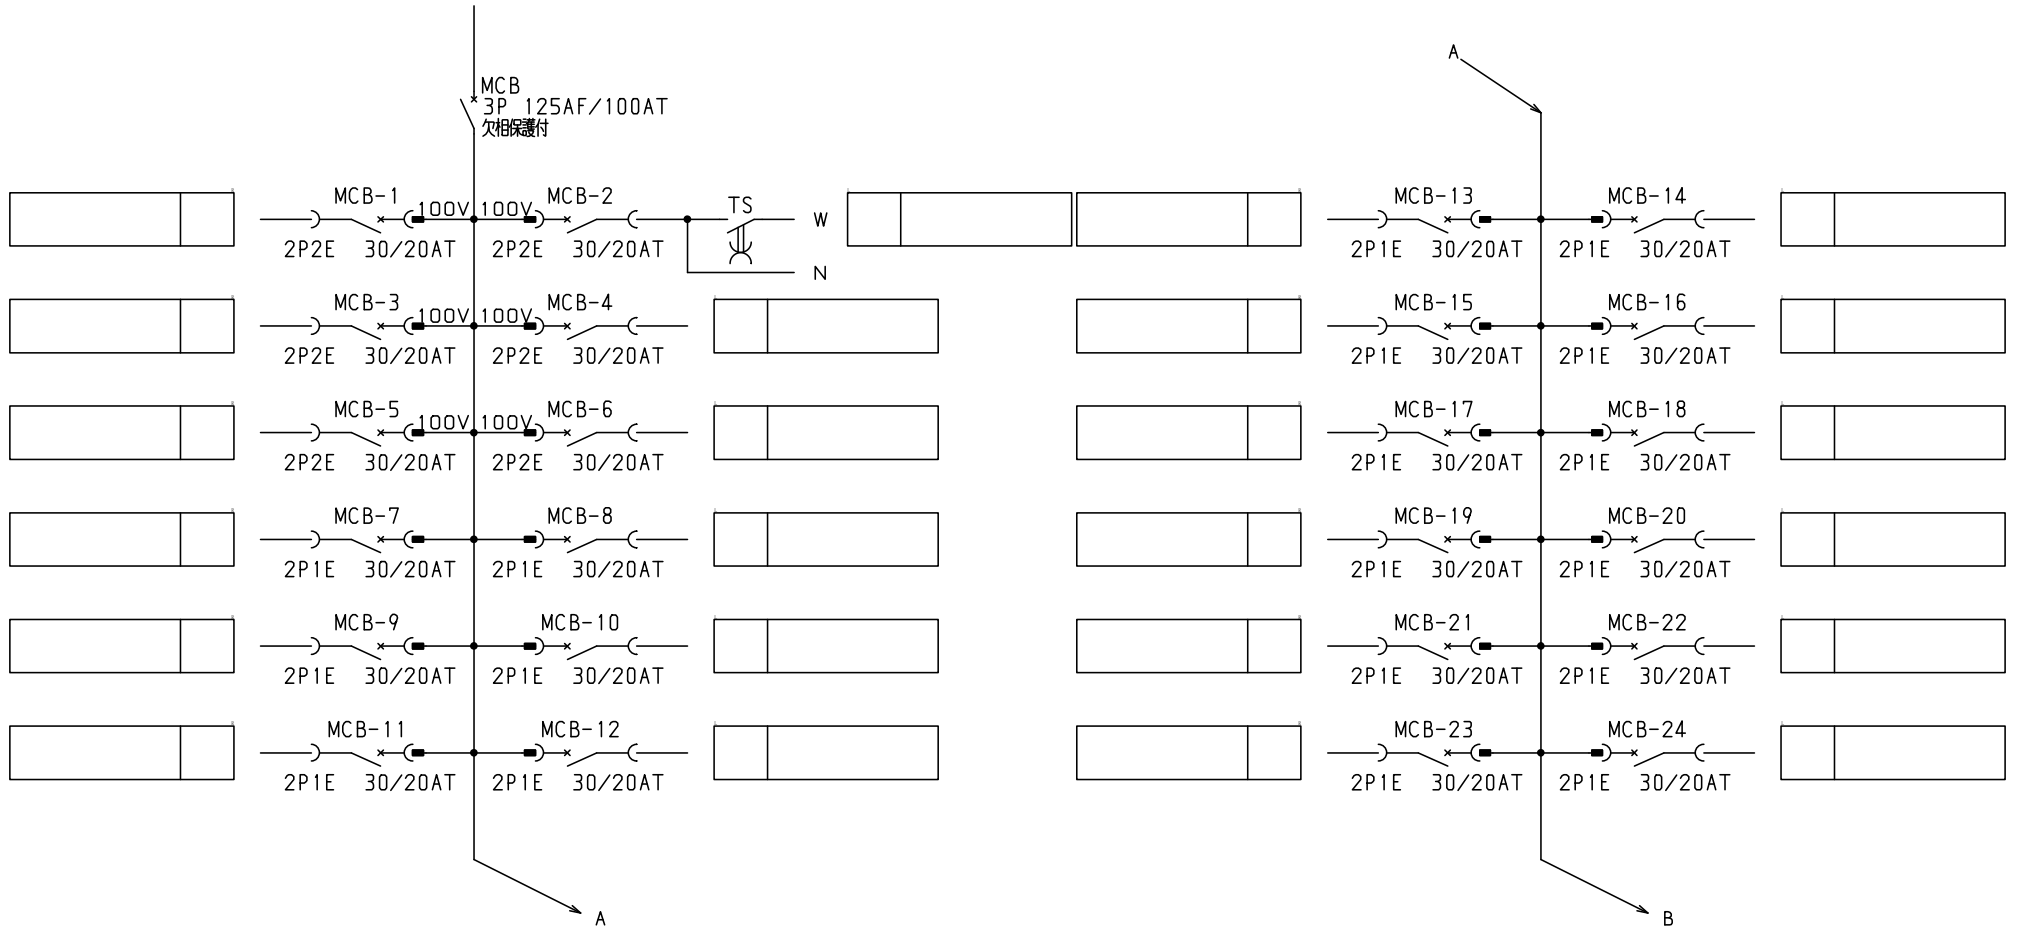 MCB
3P 125AF/100AT
欠相保護付
MCB-1 100V 100V MCB-2 TS W
2P2E 30/20AT 2P2E 30/20AT
N
MCB-3 100V 100V MCB-4
2P2E 30/20AT 2P2E 30/20AT
MCB-5 100V 100V MCB-6
2P2E 30/20AT 2P2E 30/20AT
MCB-7 MCB-8
2P1E 30/20AT 2P1E 30/20AT
MCB-9 MCB-10
2P1E 30/20AT 2P1E 30/20AT
MCB-11 MCB-12
2P1E 30/20AT 2P1E 30/20AT
A
A
MCB-13 MCB-14
2P1E 30/20AT 2P1E 30/20AT
MCB-15 MCB-16
2P1E 30/20AT 2P1E 30/20AT
MCB-17 MCB-18
2P1E 30/20AT 2P1E 30/20AT
MCB-19 MCB-20
2P1E 30/20AT 2P1E 30/20AT
MCB-21 MCB-22
2P1E 30/20AT 2P1E 30/20AT
MCB-23 MCB-24
2P1E 30/20AT 2P1E 30/20AT
B